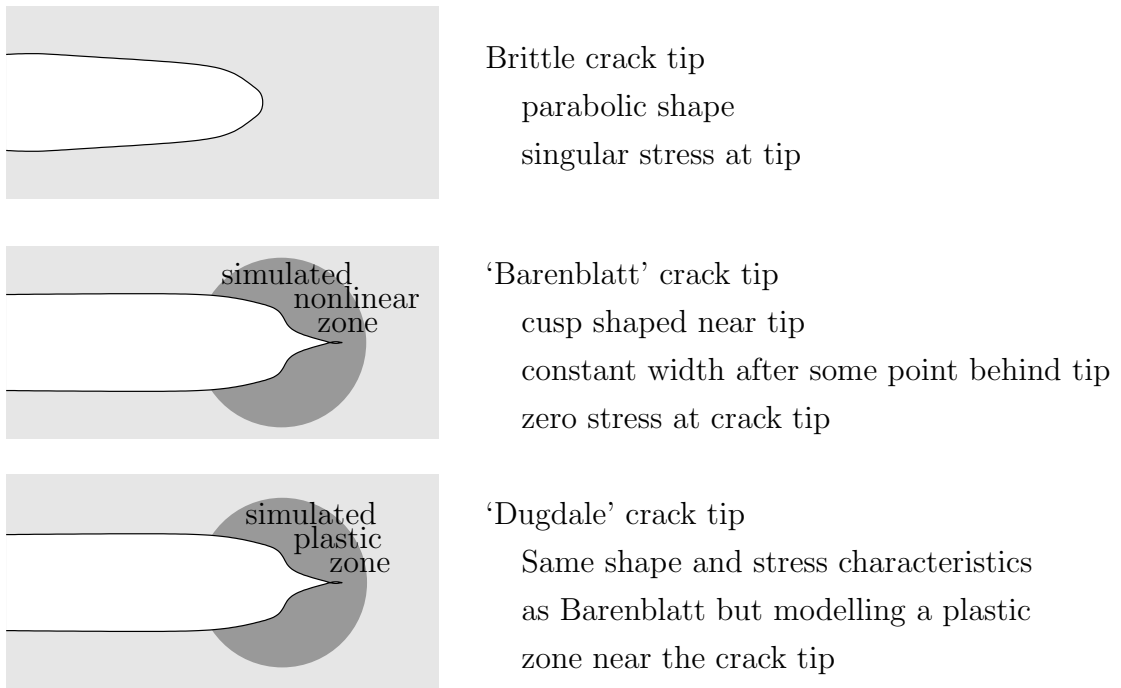 Brittle crack tip
parabolic shape
singular stress at tip
simulated
nonlinear
zone
‘Barenblatt’ crack tip
cusp shaped near tip
constant width after some point behind tip
zero stress at crack tip
simulated
plastic
zone
‘Dugdale’ crack tip
Same shape and stress characteristics
as Barenblatt but modelling a plastic
zone near the crack tip